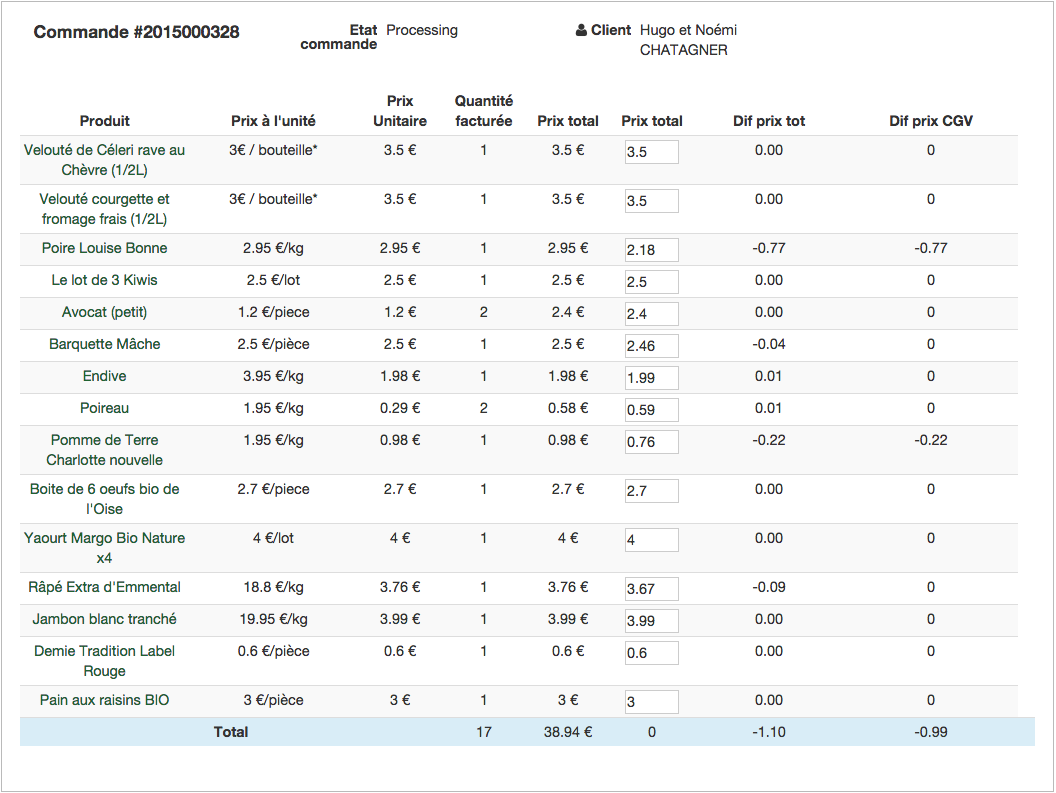 Commande #2015000328
Etat commande Processing
Client Hugo et Noémi
CHATAGNER
Produit Prix à l'unité Prix Unitaire Quantité facturée Prix total Prix total Dif prix tot Dif prix CGV
Velouté de Céleri rave au Chèvre (1/2L) 3€ / bouteille* 3.5 € 1 3.5 € 3.5 0.00 0
Velouté courgette et fromage frais (1/2L) 3€ / bouteille* 3.5 € 1 3.5 € 3.5 0.00 0
Poire Louise Bonne 2.95 €/kg 2.95 € 1 2.95 € 2.18 -0.77 -0.77
Le lot de 3 Kiwis 2.5 €/lot 2.5 € 1 2.5 € 2.5 0.00 0
Avocat (petit) 1.2 €/piece 1.2 € 2 2.4 € 2.4 0.00 0
Barquette Mâche 2.5 €/pièce 2.5 € 1 2.5 € 2.46 -0.04 0
Endive 3.95 €/kg 1.98 € 1 1.98 € 1.99 0.01 0
Poireau 1.95 €/kg 0.29 € 2 0.58 € 0.59 0.01 0
Pomme de Terre Charlotte nouvelle 1.95 €/kg 0.98 € 1 0.98 € 0.76 -0.22 -0.22
Boite de 6 oeufs bio de l'Oise 2.7 €/piece 2.7 € 1 2.7 € 2.7 0.00 0
Yaourt Margo Bio Nature x4 4 €/lot 4 € 1 4 € 4 0.00 0
Râpé Extra d'Emmental 18.8 €/kg 3.76 € 1 3.76 € 3.67 -0.09 0
Jambon blanc tranché 19.95 €/kg 3.99 € 1 3.99 € 3.99 0.00 0
Demie Tradition Label Rouge 0.6 €/pièce 0.6 € 1 0.6 € 0.6 0.00 0
Pain aux raisins BIO 3 €/pièce 3 € 1 3 € 3 0.00 0
Total 17 38.94 € 0 -1.10 -0.99